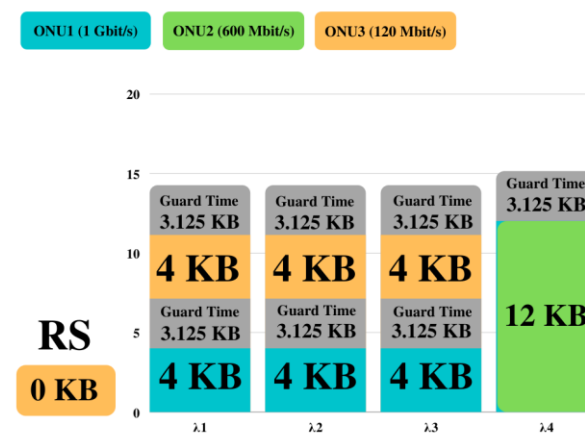 ONU1 (1 Gbit/s)
ONU2 (600 Mbit/s)
ONU3 (120 Mbit/s)
20
15
10
5
0
RS
0 KB
Guard Time
3.125 KB
4 KB
Guard Time
3.125 KB
4 KB
λ1
Guard Time
3.125 KB
4 KB
Guard Time
3.125 KB
4 KB
λ2
Guard Time
3.125 KB
4 KB
Guard Time
3.125 KB
4 KB
λ3
Guard Time
3.125 KB
12 KB
λ4